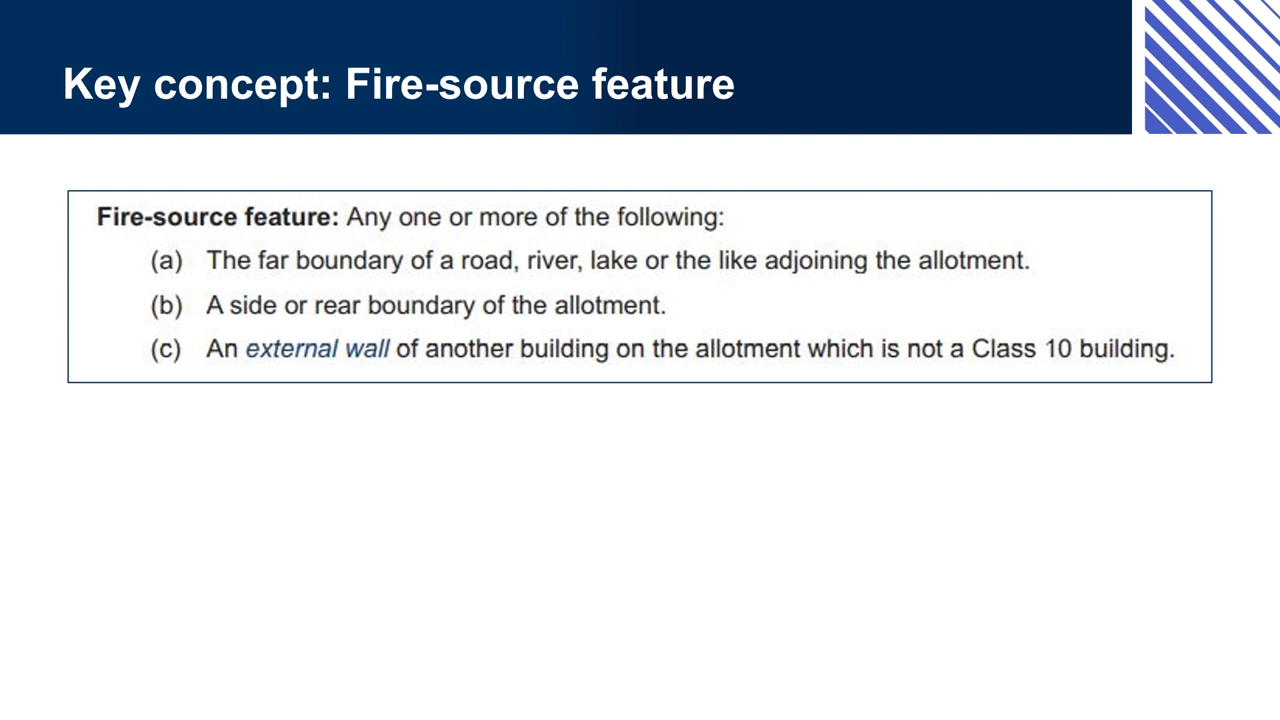 Key concept: Fire-source feature
Fire-source feature: Any one or more of the following:
(a) The far boundary of a road, river, lake or the like adjoining the allotment.
(b) A side or rear boundary of the allotment.
(c) An external wall of another building on the allotment which is not a Class 10 building.